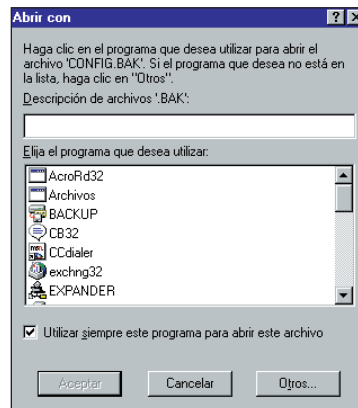 Abrir con
Haga clic en el programa que desea utilizar para abrir el
archivo 'CONFIG.BAK'. Si el programa que desea no está en
la lista, haga clic en "Otros".
Descripción de archivos '.BAK':
Elija el programa que desea utilizar:
AcroRd32
Archivos
BACKUP
CB32
CCdialer
exchng32
EXPANDER
Utilizar siempre este programa para abrir este archivo
Aceptar
Cancelar
Otros...